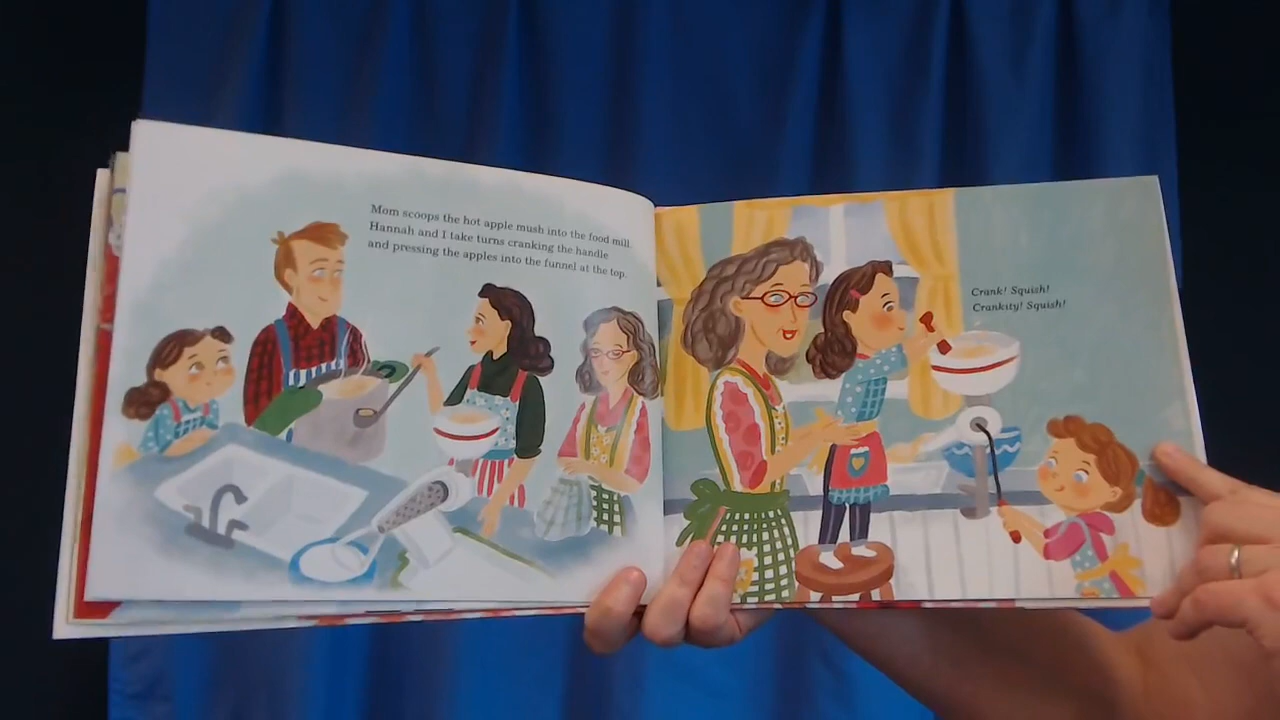 Mom scoops the hot apple mush into the food mill.
Hannah and I take turns cranking the handle
and pressing the apples into the funnel at the top.
Crank! Squish!
Crankity! Squish!